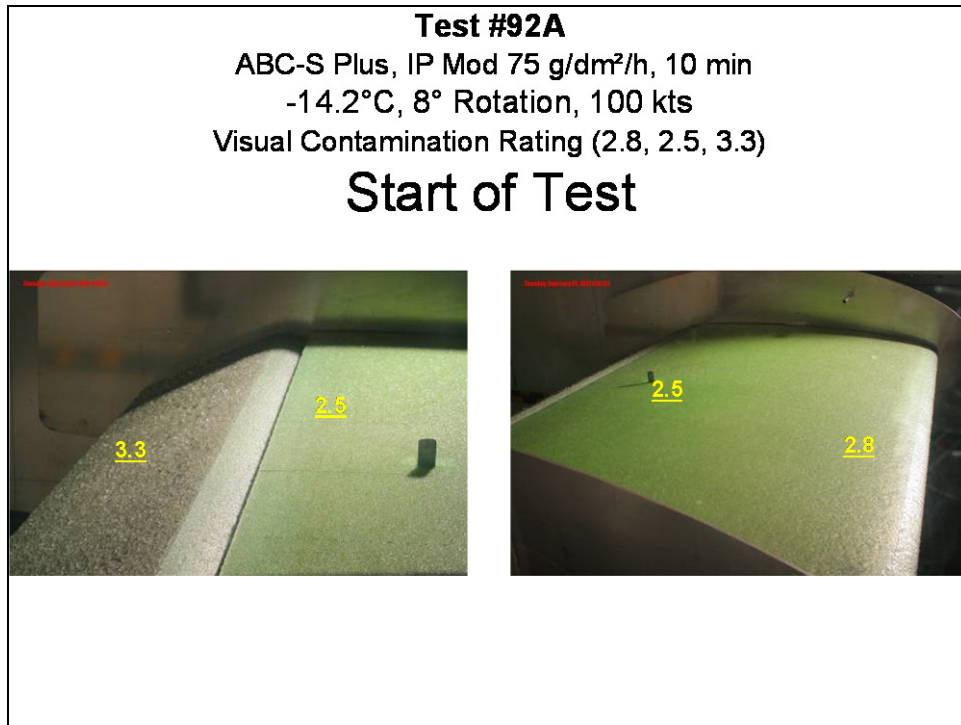 Test #92A
ABC-S Plus, IP Mod 75 g/dm²/h, 10 min
-14.2°C, 8° Rotation, 100 kts
Visual Contamination Rating (2.8, 2.5, 3.3)
Start of Test
3.3
2.5
2.5
2.8